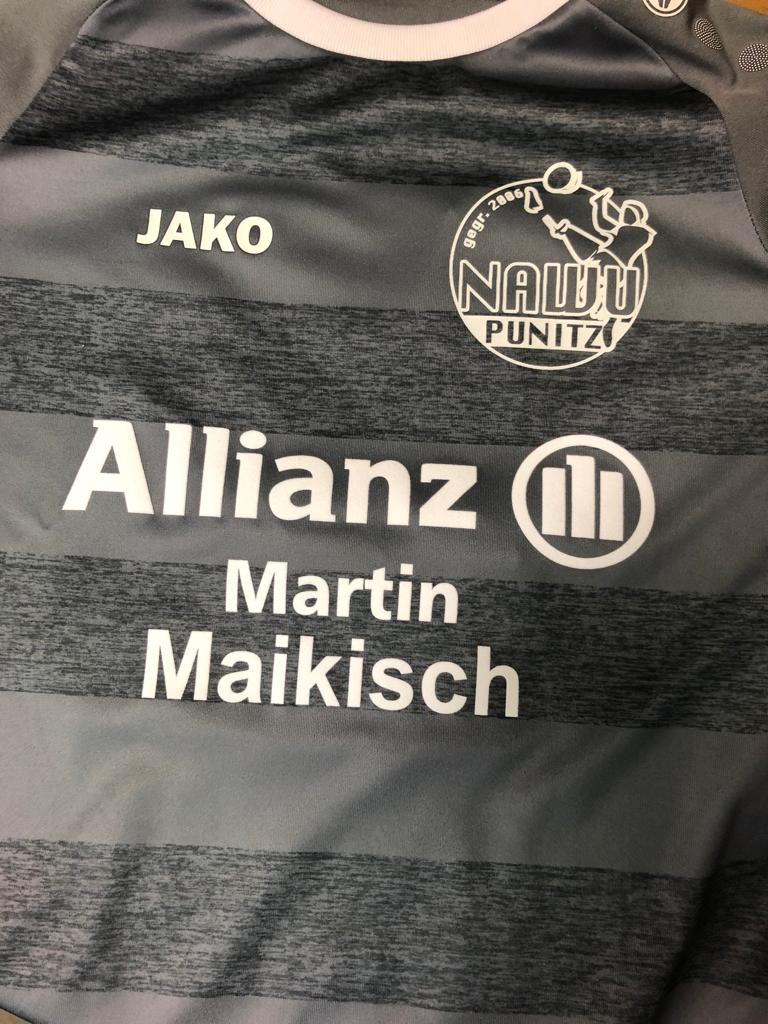 JAKO
gegr. 2006
NAWU
PUNITZ
Allianz
Martin
Maikisch